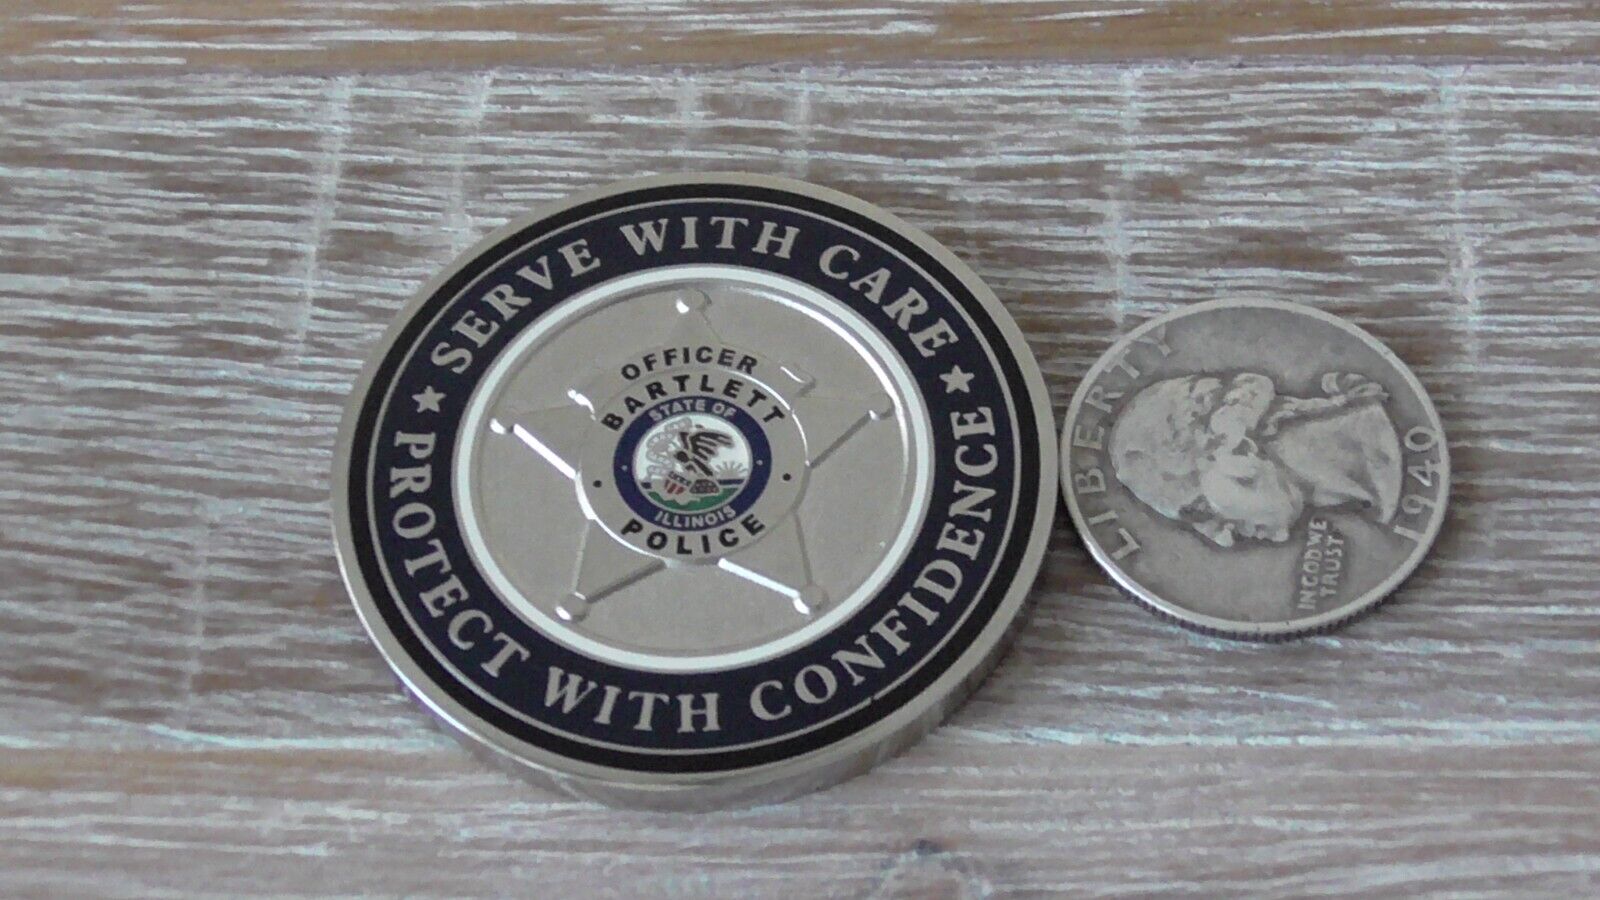 ★ SERVE WITH CARE ★
PROTECT WITH CONFIDENCE
OFFICER
BARTLETT
STATE OF
ILLINOIS
POLICE
LIBERTY
IN GOD WE
TRUST
1940